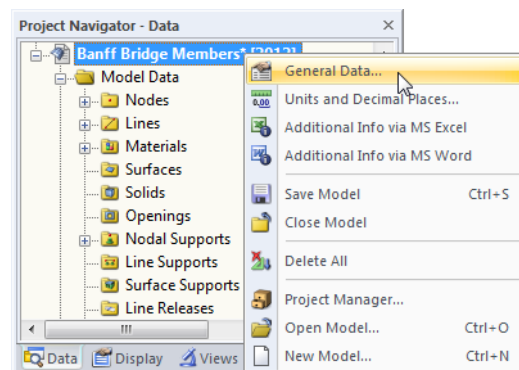 Project Navigator - Data
Banff Bridge Members* [2012]
Model Data
Nodes
Lines
Materials
Surfaces
Solids
Openings
Nodal Supports
Line Supports
Surface Supports
Line Releases
Data Display Views
General Data...
0.00 Units and Decimal Places...
Additional Info via MS Excel
Additional Info via MS Word
Save Model Ctrl+S
Close Model
Delete All
Project Manager...
Open Model... Ctrl+O
New Model... Ctrl+N